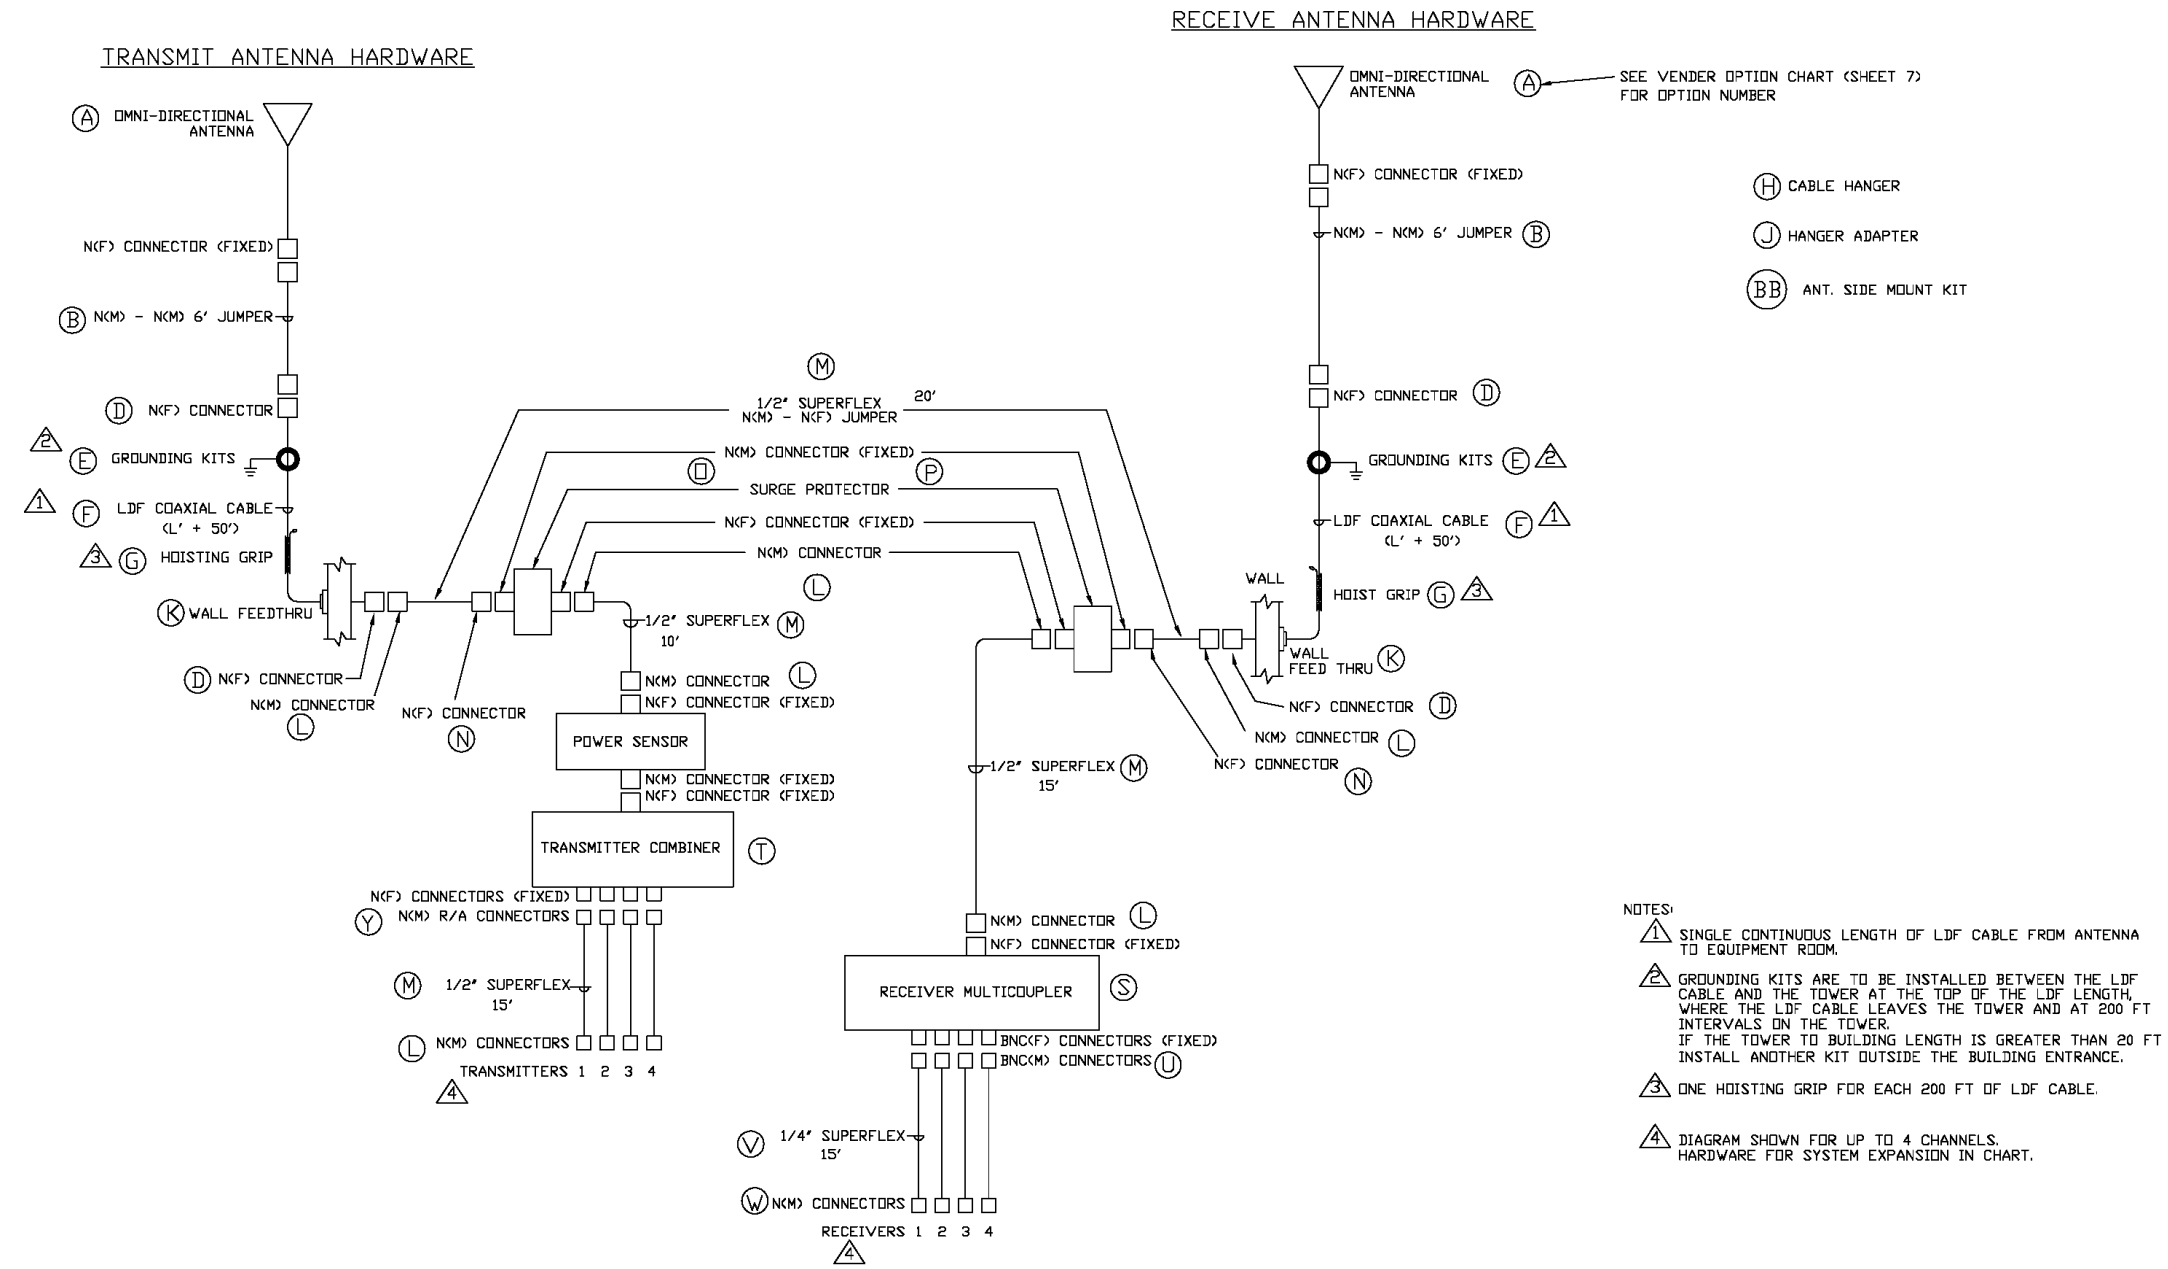 RECEIVE ANTENNA HARDWARE
TRANSMIT ANTENNA HARDWARE
A
OMNI-DIRECTIONAL
ANTENNA
N(F) CONNECTOR (FIXED)
B
N(M) - N(M) 6' JUMPER
D
N(F) CONNECTOR
2
E
GROUNDING KITS
1
F
LDF COAXIAL CABLE
(L' + 50')
3
G
HOISTING GRIP
K
WALL FEEDTHRU
D
N(F) CONNECTOR
N(M) CONNECTOR
L
N(F) CONNECTOR
N
M
1/2" SUPERFLEX 20'
N(M) - N(F) JUMPER
N(M) CONNECTOR (FIXED)
O
P
SURGE PROTECTOR
N(F) CONNECTOR (FIXED)
N(M) CONNECTOR
L
1/2" SUPERFLEX
10'
M
N(M) CONNECTOR
L
N(F) CONNECTOR (FIXED)
POWER SENSOR
N(M) CONNECTOR (FIXED)
N(F) CONNECTOR (FIXED)
TRANSMITTER COMBINER
T
N(F) CONNECTORS (FIXED)
Y
N(M) R/A CONNECTORS
M
1/2" SUPERFLEX
15'
L
N(M) CONNECTORS
TRANSMITTERS 1 2 3 4
4
OMNI-DIRECTIONAL
ANTENNA
A
SEE VENDER OPTION CHART (SHEET 7)
FOR OPTION NUMBER
N(F) CONNECTOR (FIXED)
N(M) - N(M) 6' JUMPER
B
N(F) CONNECTOR
D
GROUNDING KITS
E
2
LDF COAXIAL CABLE
(L' + 50')
F
1
WALL
HOIST GRIP
G
3
WALL
FEED THRU
K
N(F) CONNECTOR
D
N(M) CONNECTOR
L
N(F) CONNECTOR
N
1/2" SUPERFLEX
15'
M
N(M) CONNECTOR
L
N(F) CONNECTOR (FIXED)
RECEIVER MULTICOUPLER
S
BNC(F) CONNECTORS (FIXED)
BNC(M) CONNECTORS
U
V
1/4" SUPERFLEX
15'
W
N(M) CONNECTORS
RECEIVERS 1 2 3 4
4
H
CABLE HANGER
J
HANGER ADAPTER
BB
ANT. SIDE MOUNT KIT
NOTES:
1 SINGLE CONTINUOUS LENGTH OF LDF CABLE FROM ANTENNA
TO EQUIPMENT ROOM.
2 GROUNDING KITS ARE TO BE INSTALLED BETWEEN THE LDF
CABLE AND THE TOWER AT THE TOP OF THE LDF LENGTH,
WHERE THE LDF CABLE LEAVES THE TOWER AND AT 200 FT
INTERVALS ON THE TOWER.
IF THE TOWER TO BUILDING LENGTH IS GREATER THAN 20 FT
INSTALL ANOTHER KIT OUTSIDE THE BUILDING ENTRANCE.
3 ONE HOISTING GRIP FOR EACH 200 FT OF LDF CABLE.
4 DIAGRAM SHOWN FOR UP TO 4 CHANNELS.
HARDWARE FOR SYSTEM EXPANSION IN CHART.